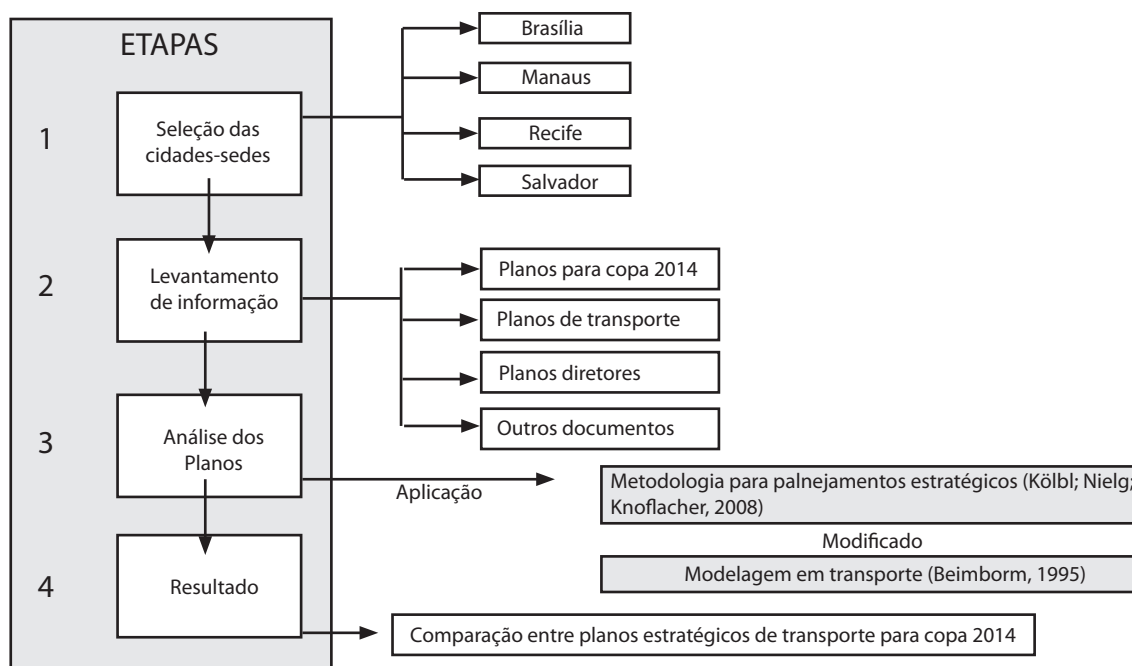 ETAPAS
1
Seleção das
cidades-sedes
Brasília
Manaus
Recife
Salvador
2
Levantamento
de informação
Planos para copa 2014
Planos de transporte
Planos diretores
Outros documentos
3
Análise dos
Planos
Aplicação
Metodologia para palnejamentos estratégicos (Kölbl; Nielg;
Knoflacher, 2008)
Modificado
Modelagem em transporte (Beimborm, 1995)
4
Resultado
Comparação entre planos estratégicos de transporte para copa 2014